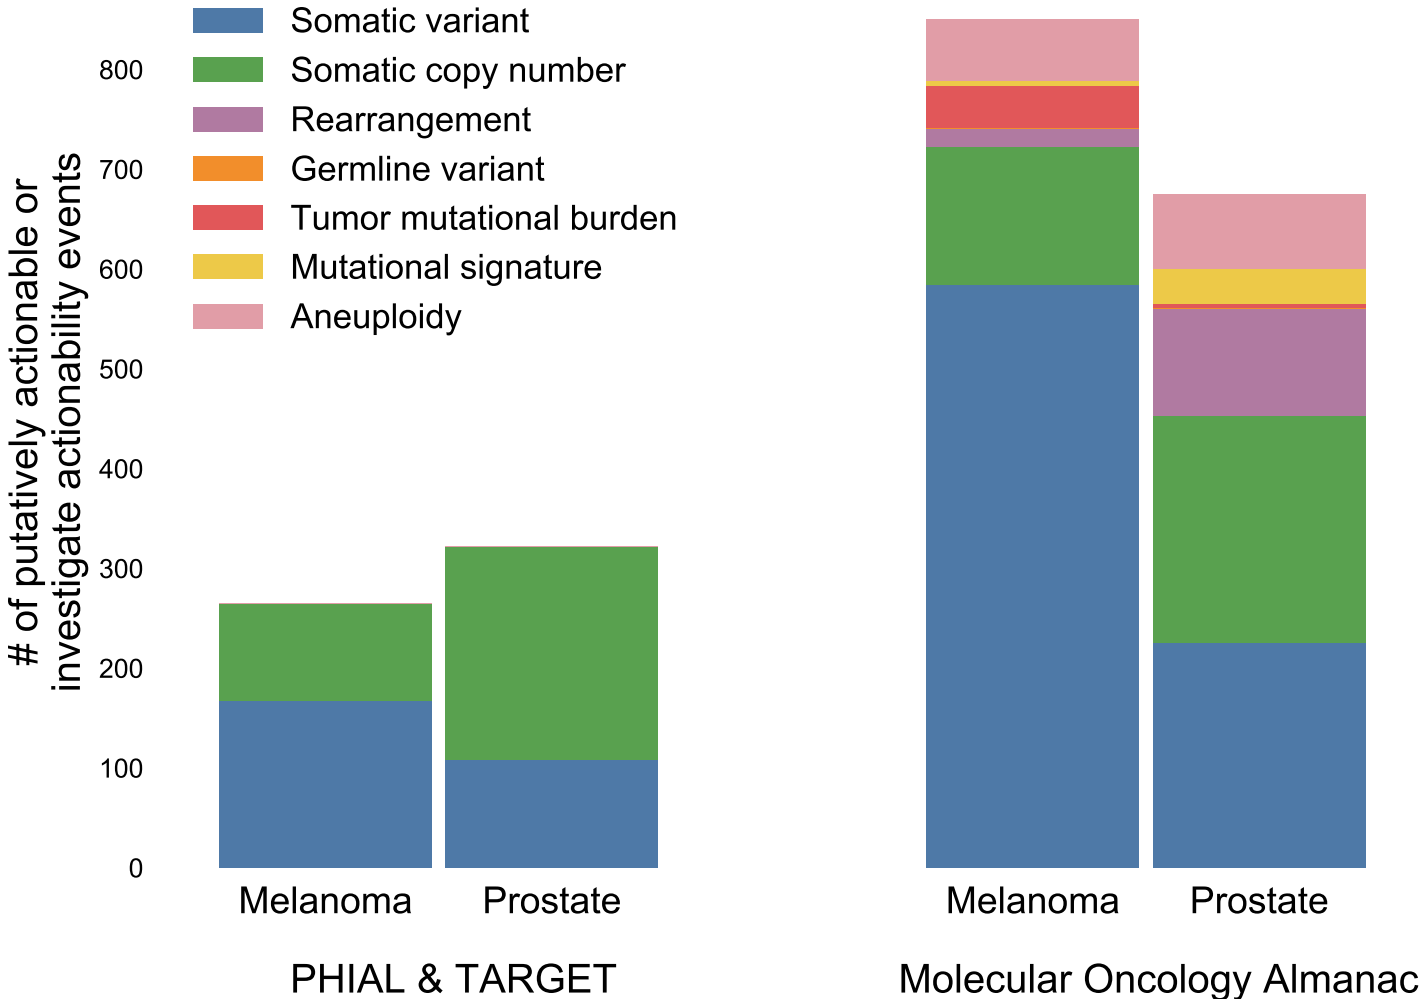 # of putatively actionable or
investigate actionability events
800
700
600
500
400
300
200
100
0
Somatic variant
Somatic copy number
Rearrangement
Germline variant
Tumor mutational burden
Mutational signature
Aneuploidy
Melanoma
Prostate
Melanoma
Prostate
PHIAL & TARGET
Molecular Oncology Almanac